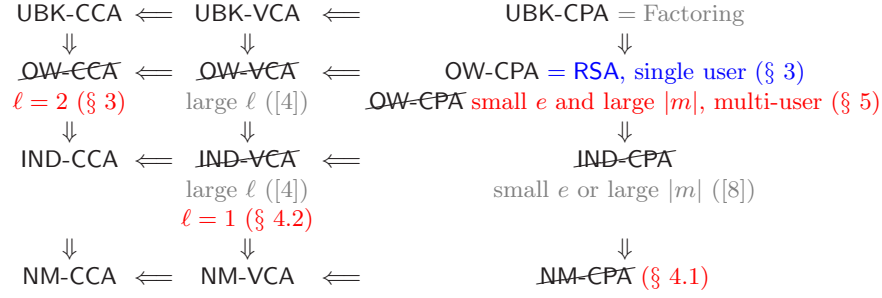 UBK-CCA ⇐ UBK-VCA ⇐ UBK-CPA = Factoring
⇓ ⇓ ⇓
OW-CCA ⇐ OW-VCA ⇐ OW-CPA = RSA, single user (§ 3)
ℓ = 2 (§ 3) large ℓ ([4]) OW-CPA small e and large |m|, multi-user (§ 5)
⇓ ⇓ ⇓
IND-CCA ⇐ IND-VCA ⇐ IND-CPA
large ℓ ([4]) small e or large |m| ([8])
ℓ = 1 (§ 4.2)
⇓ ⇓ ⇓
NM-CCA ⇐ NM-VCA ⇐ NM-CPA (§ 4.1)